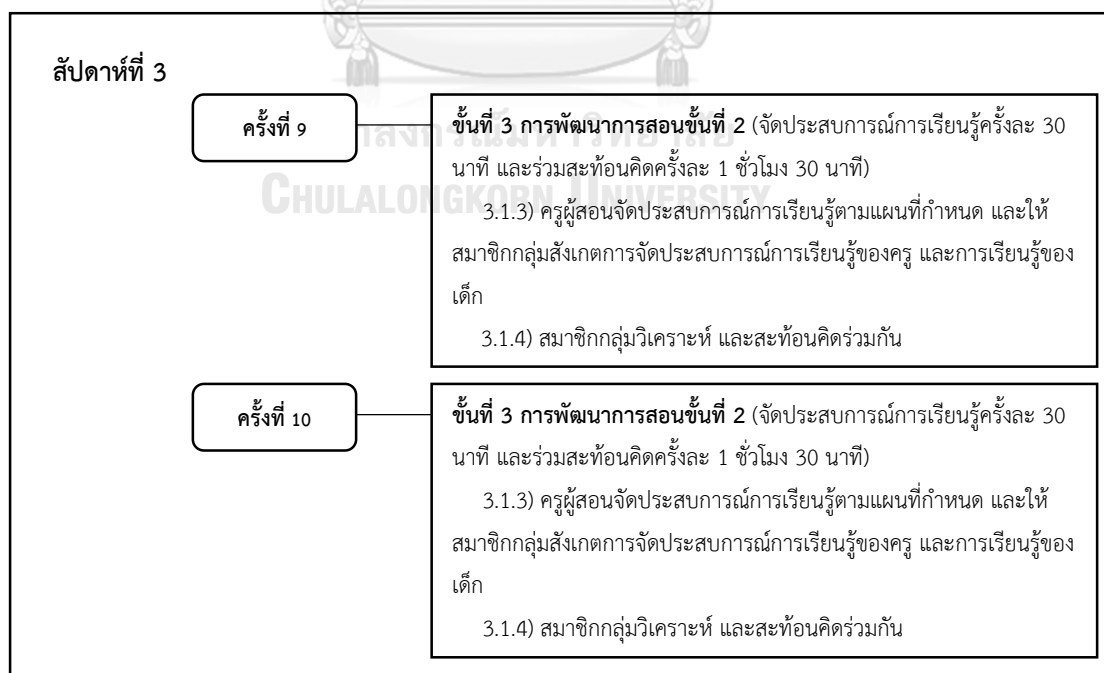 สัปดาห์ที่ 3
ครั้งที่ 9
ขั้นที่ 3 การพัฒนาการสอนขั้นที่ 2 (จัดประสบการณ์การเรียนรู้ครั้งละ 30
นาที และร่วมสะท้อนคิดครั้งละ 1 ชั่วโมง 30 นาที)
3.1.3) ครูผู้สอนจัดประสบการณ์การเรียนรู้ตามแผนที่กำหนด และให้
สมาชิกกลุ่มสังเกตการจัดประสบการณ์การเรียนรู้ของครู และการเรียนรู้ของ
เด็ก
3.1.4) สมาชิกกลุ่มวิเคราะห์ และสะท้อนคิดร่วมกัน
ครั้งที่ 10
ขั้นที่ 3 การพัฒนาการสอนขั้นที่ 2 (จัดประสบการณ์การเรียนรู้ครั้งละ 30
นาที และร่วมสะท้อนคิดครั้งละ 1 ชั่วโมง 30 นาที)
3.1.3) ครูผู้สอนจัดประสบการณ์การเรียนรู้ตามแผนที่กำหนด และให้
สมาชิกกลุ่มสังเกตการจัดประสบการณ์การเรียนรู้ของครู และการเรียนรู้ของ
เด็ก
3.1.4) สมาชิกกลุ่มวิเคราะห์ และสะท้อนคิดร่วมกัน
CHULALONGKORN UNIVERSITY